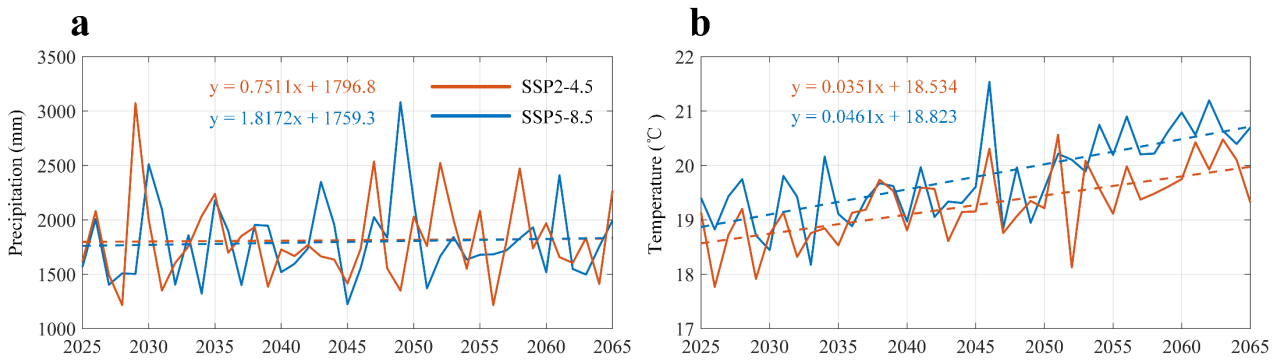 a
Precipitation (mm)
3500
3000
2500
2000
1500
1000
y = 0.7511x + 1796.8
y = 1.8172x + 1759.3
SSP2-4.5
SSP5-8.5
2025 2030 2035 2040 2045 2050 2055 2060 2065
b
Temperature (℃)
22
21
20
19
18
17
y = 0.0351x + 18.534
y = 0.0461x + 18.823
2025 2030 2035 2040 2045 2050 2055 2060 2065